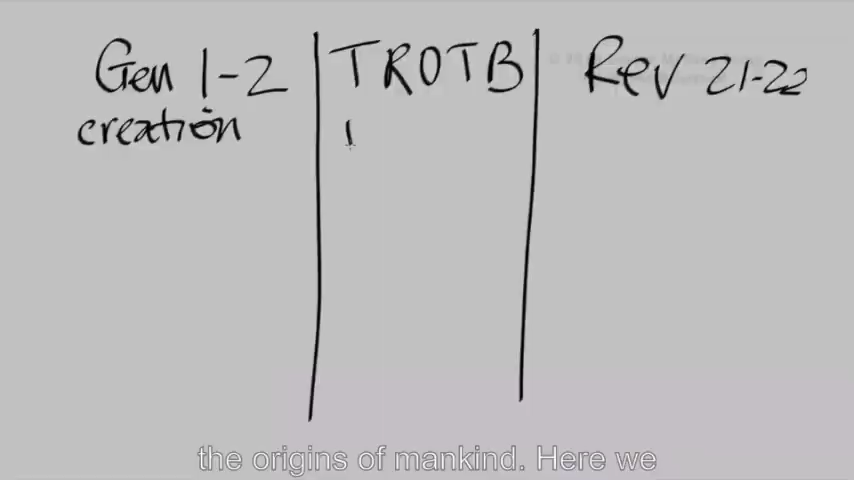 Gen 1-2 TROTB Rev 21-22
creation
the origins of mankind. Here we